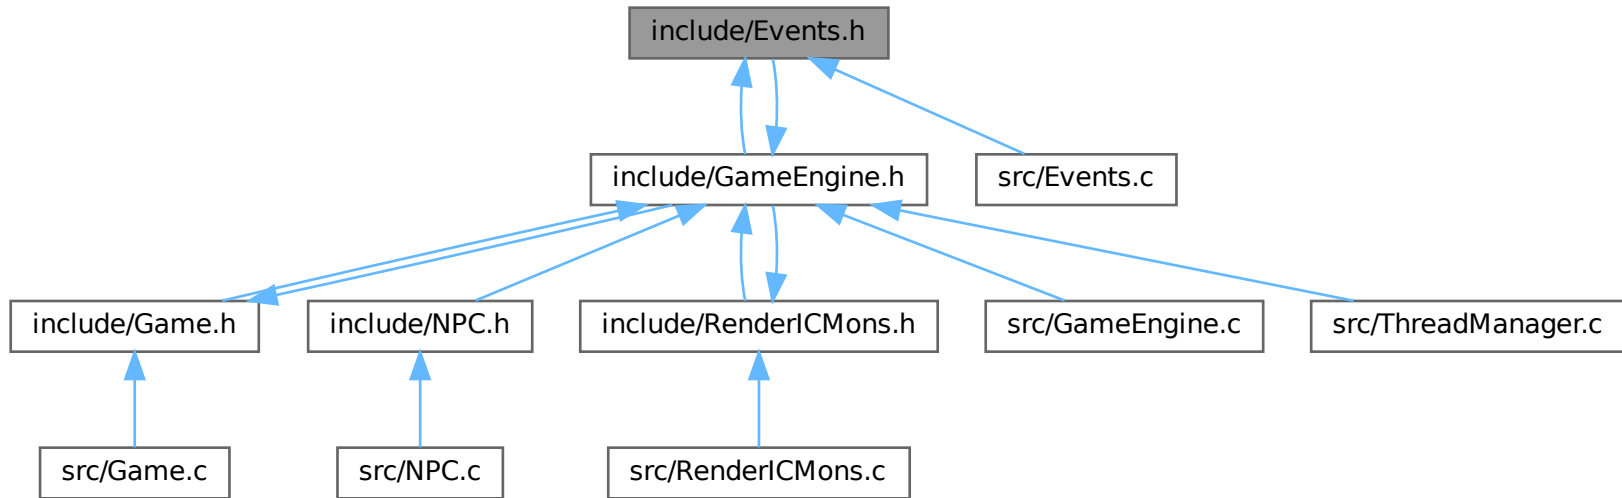 include/Events.h
include/GameEngine.h
src/Events.c
include/Game.h
include/NPC.h
include/RenderICMons.h
src/GameEngine.c
src/ThreadManager.c
src/Game.c
src/NPC.c
src/RenderICMons.c